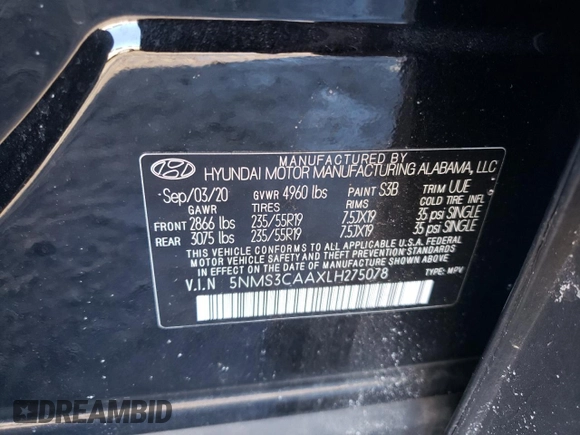 MANUFACTURED BY
HYUNDAI MOTOR MANUFACTURING ALABAMA, LLC
Sep/03/20 GVWR 4960 lbs PAINT S3B TRIM UUE
GAWR TIRES RIMS COLD TIRE INFL
FRONT 2866 lbs 235/55R19 7.5JX19 35 psi SINGLE
REAR 3075 lbs 235/55R19 7.5JX19 35 psi SINGLE
THIS VEHICLE CONFORMS TO ALL APPLICABLE U.S.A. FEDERAL
MOTOR VEHICLE SAFETY AND THEFT PREVENTION STANDARDS
IN EFFECT ON THE DATE OF MANUFACTURE SHOWN ABOVE.
V.I.N 5NMS3CAAXLH275078 TYPE: MPV
DREAMBID